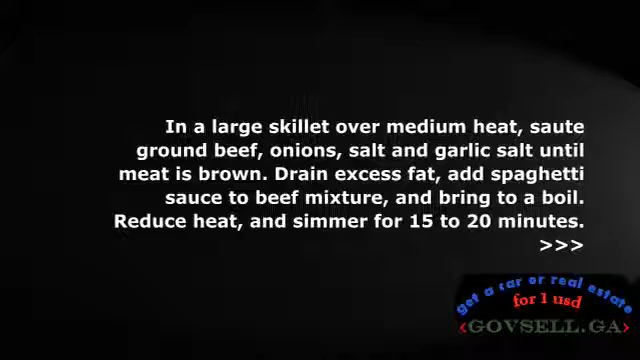 In a large skillet over medium heat, saute
ground beef, onions, salt and garlic salt until
meat is brown. Drain excess fat, add spaghetti
sauce to beef mixture, and bring to a boil.
Reduce heat, and simmer for 15 to 20 minutes.
>>>
get a car or real estate
for 1 usd
<GOVSELL.GA>